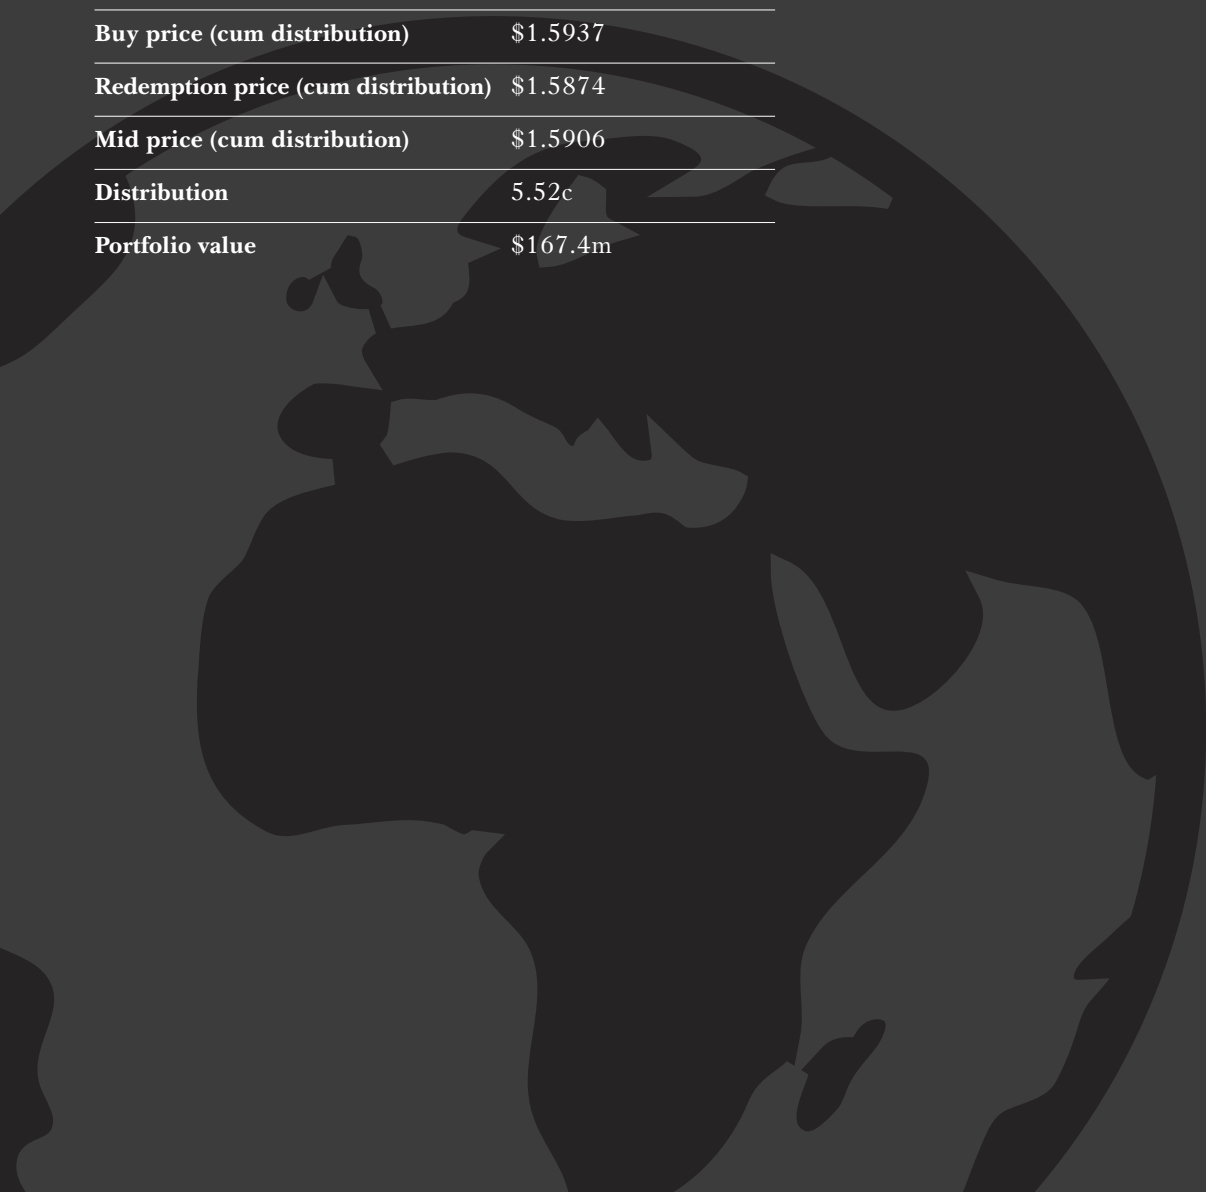 Buy price (cum distribution) $1.5937
Redemption price (cum distribution) $1.5874
Mid price (cum distribution) $1.5906
Distribution 5.52c
Portfolio value $167.4m